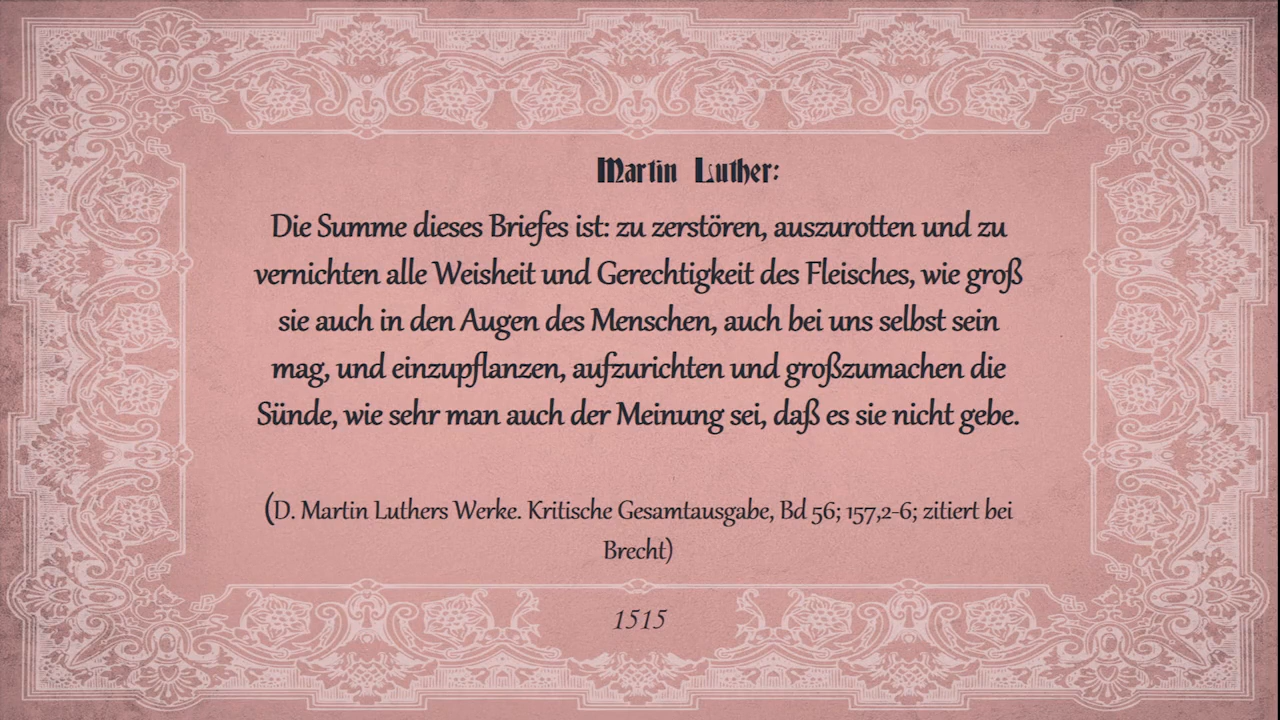 Martin Luther:
Die Summe dieses Briefes ist: zu zerstören, auszurotten und zu
vernichten alle Weisheit und Gerechtigkeit des Fleisches, wie groß
sie auch in den Augen des Menschen, auch bei uns selbst sein
mag, und einzupflanzen, aufzurichten und großzumachen die
Sünde, wie sehr man auch der Meinung sei, daß es sie nicht gebe.
(D. Martin Luthers Werke. Kritische Gesamtausgabe, Bd 56; 157,2-6; zitiert bei
Brecht)
1515